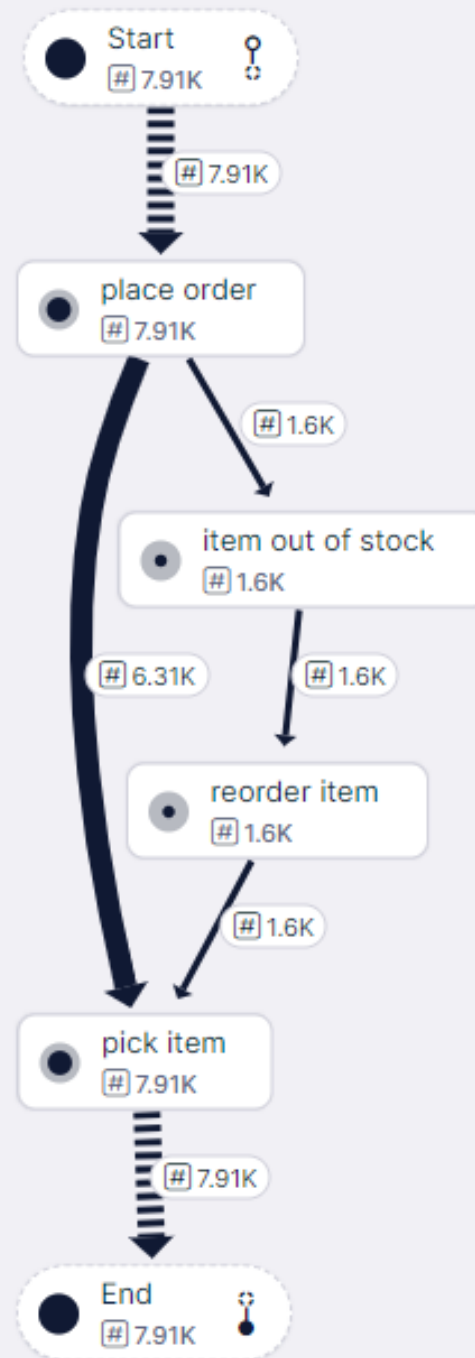 Start
# 7.91K
# 7.91K
place order
# 7.91K
# 1.6K
item out of stock
# 1.6K
# 6.31K
# 1.6K
reorder item
# 1.6K
# 1.6K
pick item
# 7.91K
# 7.91K
End
# 7.91K